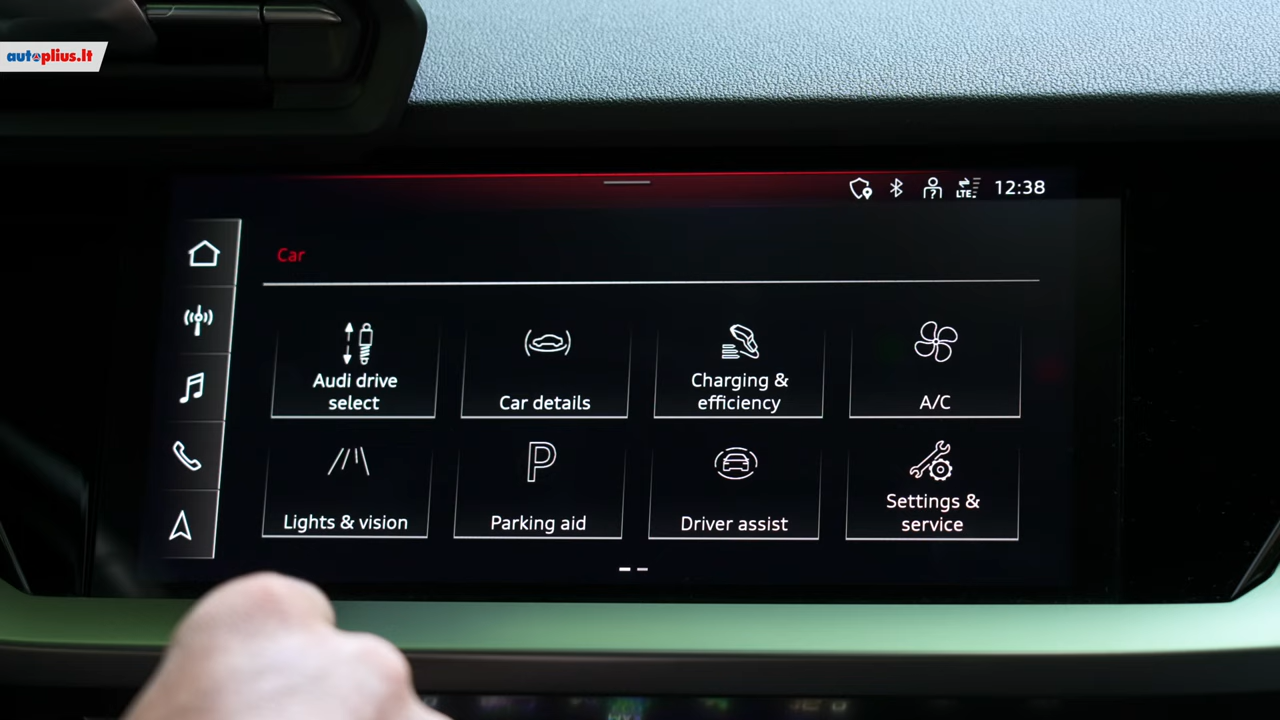 autoplius.lt
LTE
12:38
Car
Audi drive
select
Car details
Charging &
efficiency
A/C
Lights & vision
P
Parking aid
Driver assist
Settings &
service